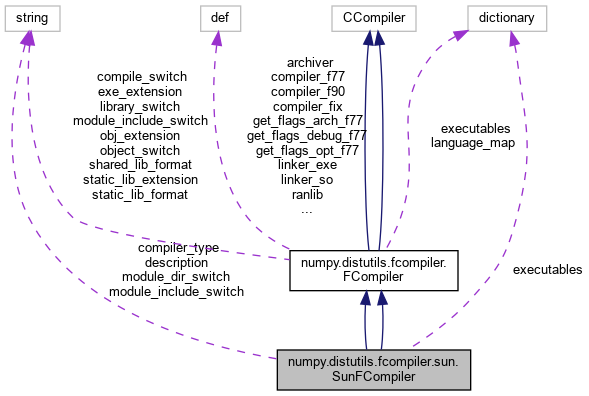 string
def
CCompiler
dictionary
compile_switch
exe_extension
library_switch
module_include_switch
obj_extension
object_switch
shared_lib_format
static_lib_extension
static_lib_format
archiver
compiler_f77
compiler_f90
compiler_fix
get_flags_arch_f77
get_flags_debug_f77
get_flags_opt_f77
linker_exe
linker_so
ranlib
...
executables
language_map
numpy.distutils.fcompiler.
FCompiler
compiler_type
description
module_dir_switch
module_include_switch
executables
numpy.distutils.fcompiler.sun.
SunFCompiler